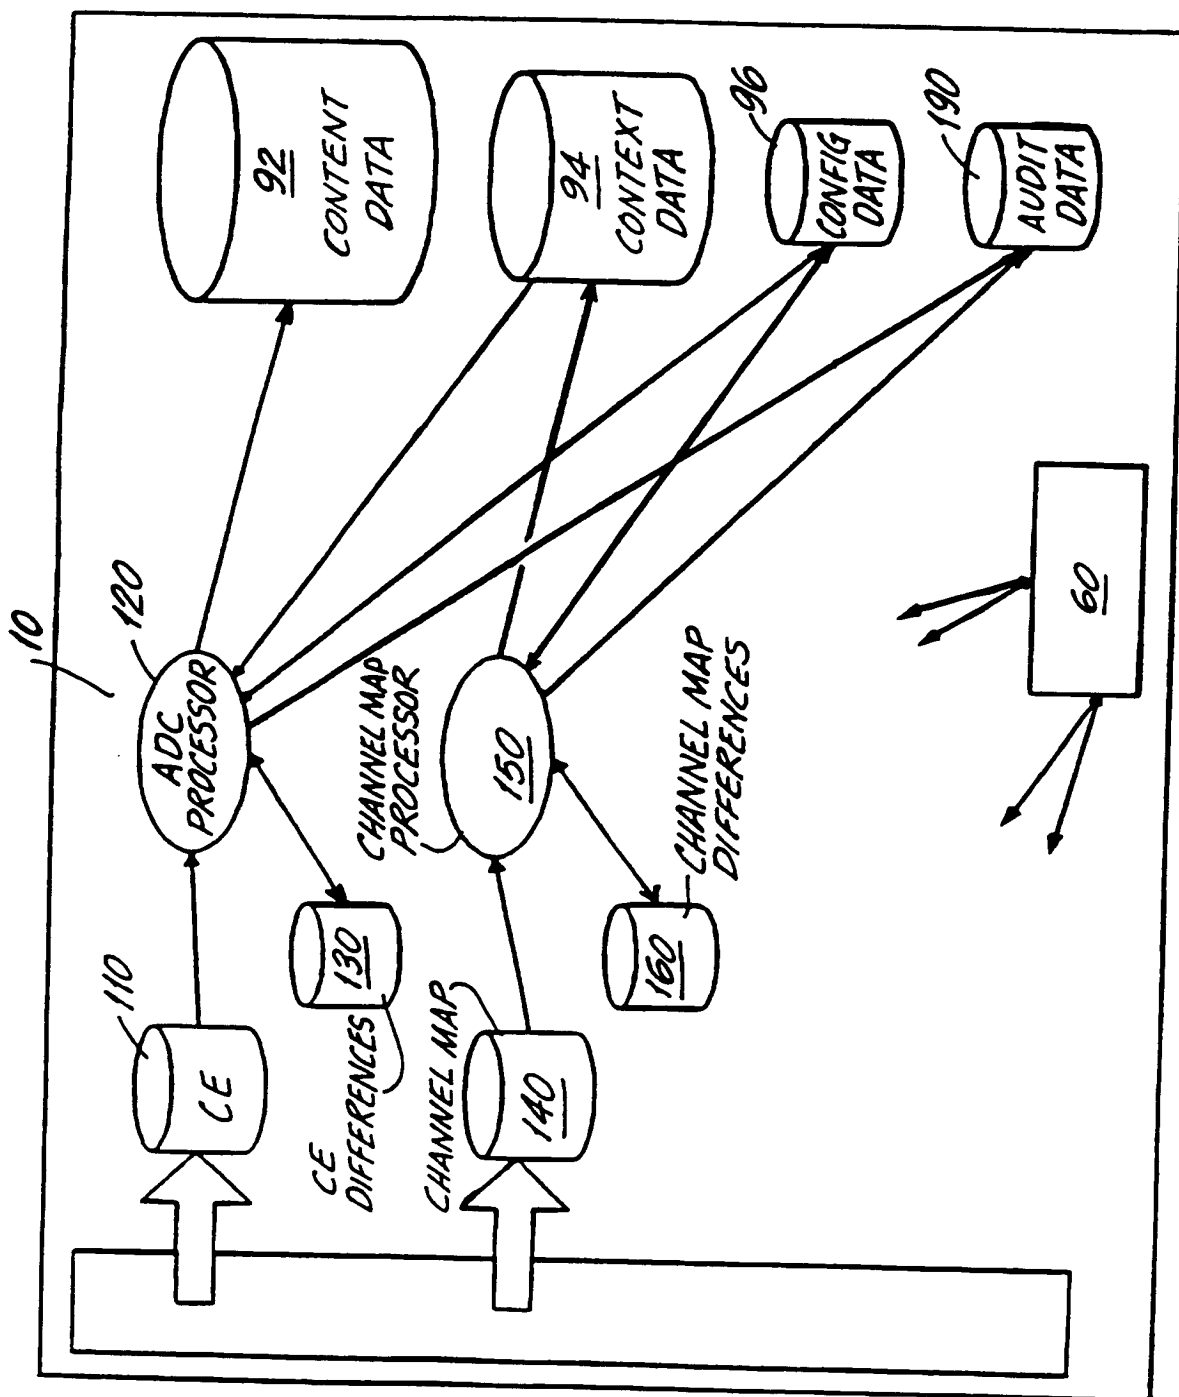 10
110
CE
120
ADC
PROCESSOR
92
CONTENT
DATA
CE
DIFFERENCES
130
CHANNEL MAP
PROCESSOR
94
CONTEXT
DATA
CHANNEL MAP
140
150
160
CHANNEL MAP
DIFFERENCES
96
CONFIG
DATA
190
AUDIT
DATA
60